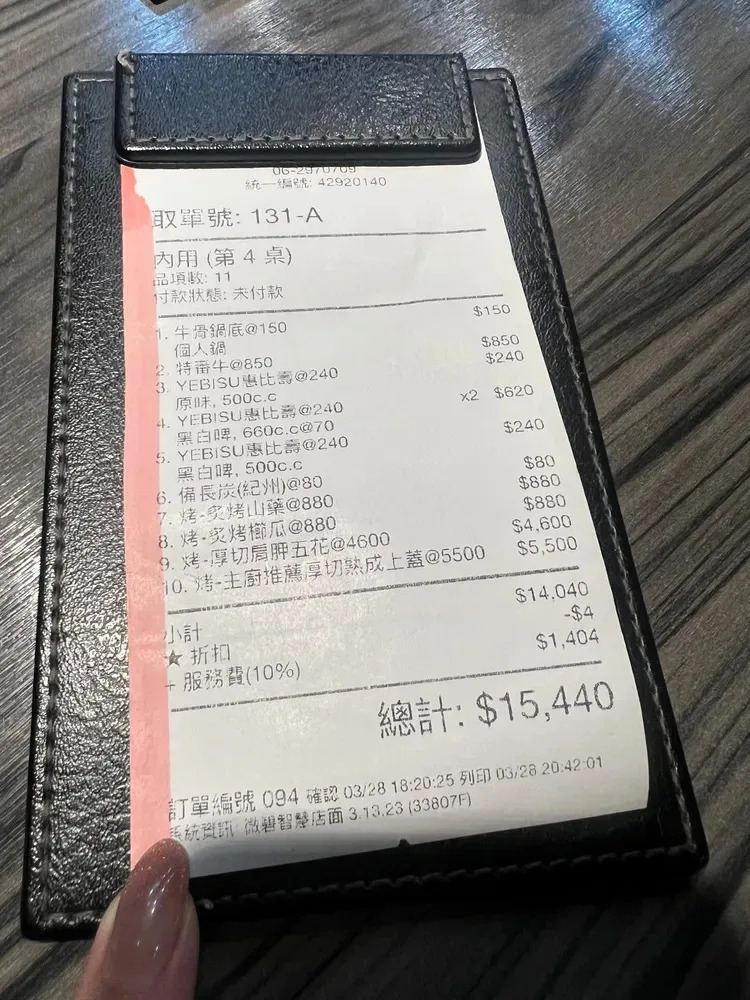 06-2970709
統一編號: 42920140
取單號: 131-A
內用 (第 4 桌)
品項數: 11
付款狀態: 未付款
1. 牛骨鍋底@150 $150
個人鍋
2. 特番牛@850 $850
3. YEBISU惠比壽@240 $240
原味, 500c.c
4. YEBISU惠比壽@240 x2 $620
黑白啤, 660c.c@70
5. YEBISU惠比壽@240 $240
黑白啤, 500c.c
6. 備長炭(紀州)@80 $80
7. 烤-炙烤山藥@880 $880
8. 烤-炙烤櫛瓜@880 $880
9. 烤-厚切肩胛五花@4600 $4,600
10. 烤-主廚推薦厚切熟成上蓋@5500 $5,500
小計 $14,040
★ 折扣 -$4
+ 服務費(10%) $1,404
總計: $15,440
訂單編號 094 確認 03/28 18:20:25 列印 03/28 20:42:01
系統資訊: 微碧智慧店面 3.13.23 (33807F)